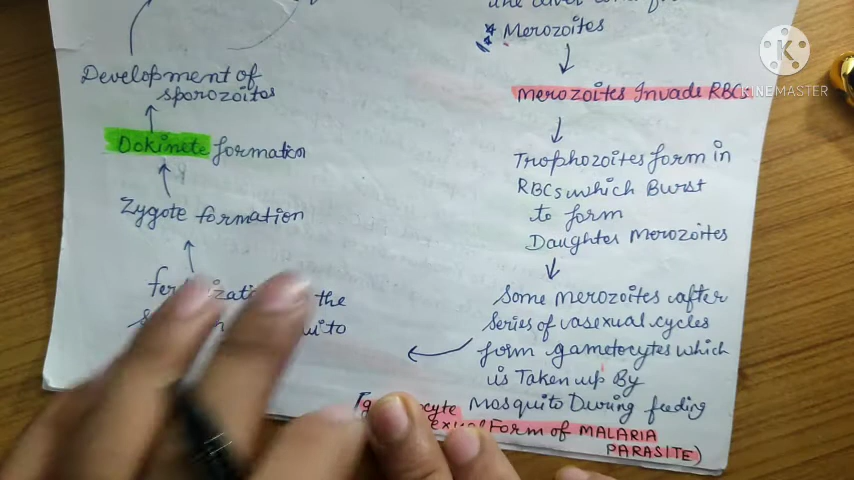 Merozoites
merozoites Invade RBCs
Trophozoites form in
RBCs which Burst
to form
Daughter Merozoites
Some merozoites after
series of asexual cycles
form gametocytes which
is Taken up By
Mosquito During feeding
Form of MALARIA
PARASITE)
the
Zygote formation
Ookinete formation
Development of
sporozoites
KINEMASTER